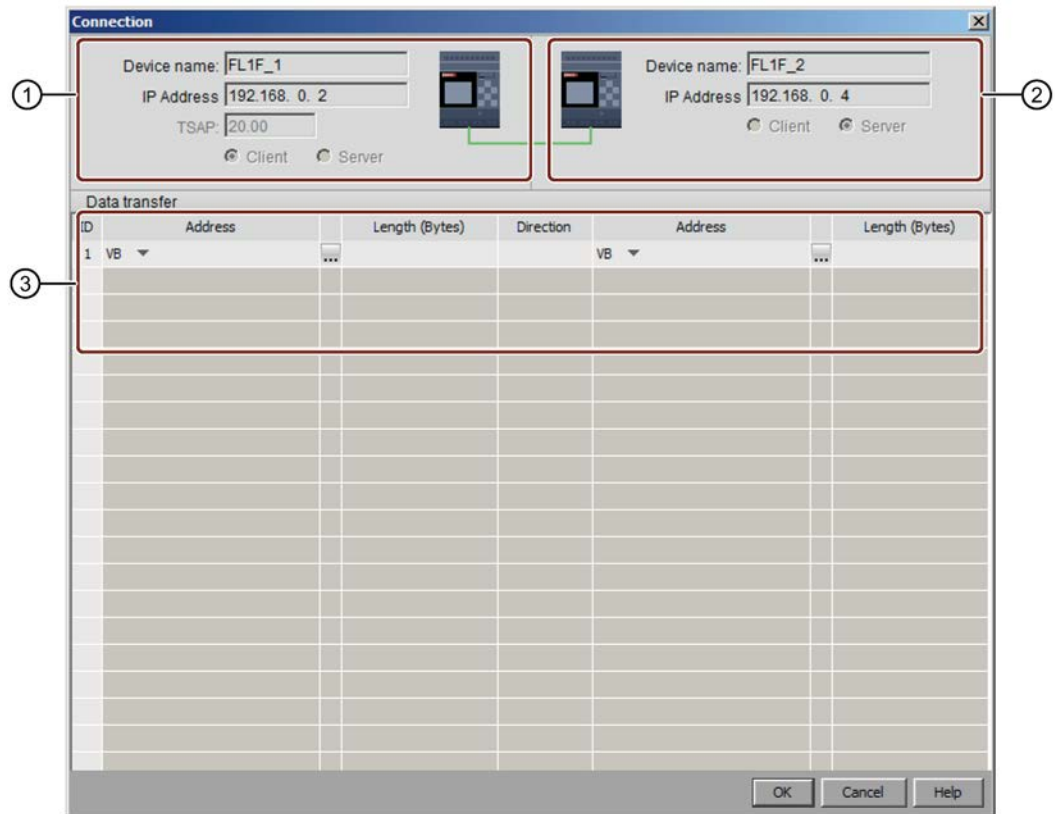 Connection
①
Device name: FL1F_1
IP Address 192.168. 0. 2
TSAP: 20.00
Client Server
②
Device name: FL1F_2
IP Address 192.168. 0. 4
Client Server
Data transfer
③
ID Address Length (Bytes) Direction Address Length (Bytes)
1 VB ... VB ...
OK Cancel Help